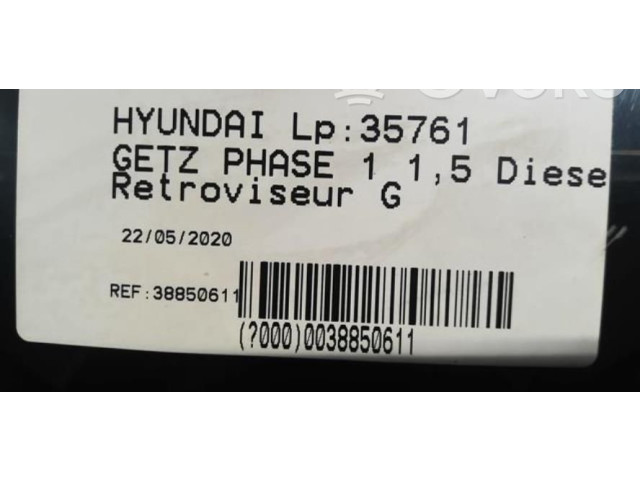 HYUNDAI Lp:35761
GETZ PHASE 1 1,5 Diese
Retroviseur G
22/05/2020
REF:38850611
(?000)0038850611